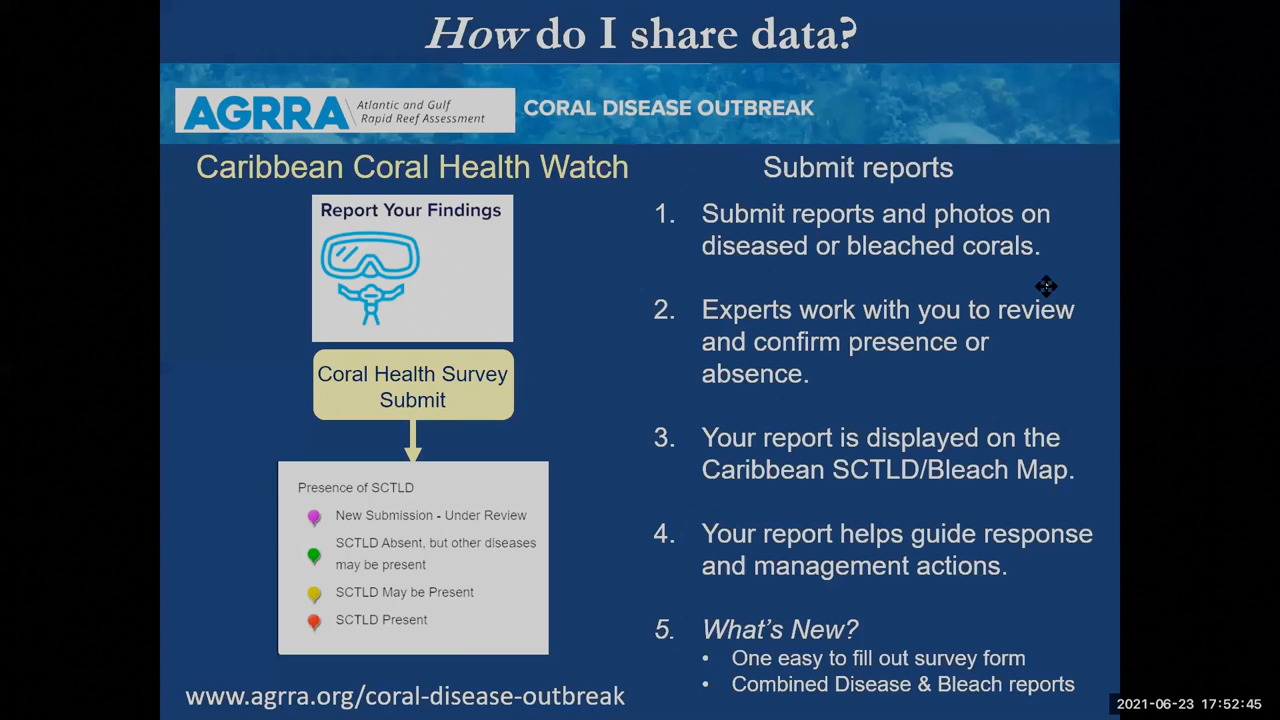 How do I share data?
AGRRA
Atlantic and Gulf
Rapid Reef Assessment
CORAL DISEASE OUTBREAK
Caribbean Coral Health Watch
Report Your Findings
Coral Health Survey
Submit
Presence of SCTLD
New Submission - Under Review
SCTLD Absent, but other diseases
may be present
SCTLD May be Present
SCTLD Present
www.agrra.org/coral-disease-outbreak
Submit reports
1. Submit reports and photos on
diseased or bleached corals.
2. Experts work with you to review
and confirm presence or
absence.
3. Your report is displayed on the
Caribbean SCTLD/Bleach Map.
4. Your report helps guide response
and management actions.
5. What's New?
• One easy to fill out survey form
• Combined Disease & Bleach reports
2021-06-23 17:52:45